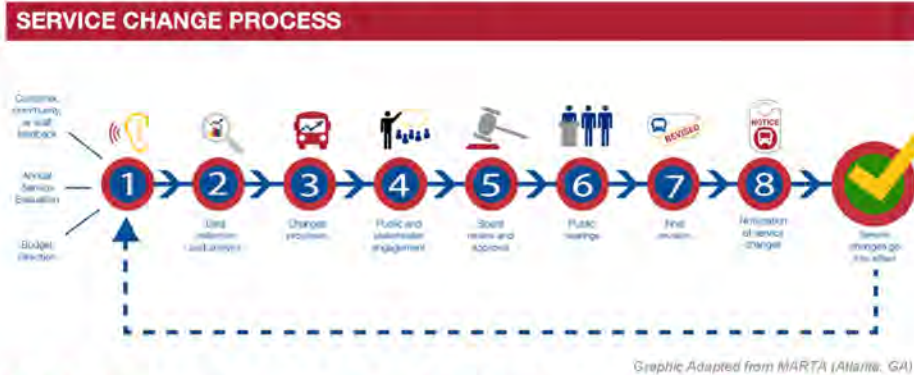 SERVICE CHANGE PROCESS
Customer,
community,
or staff
feedback
Annual
Service
Evaluation
Budget
Direction
NOTICE
REVISED
1
2
3
4
5
6
7
8
Data
collection
and analysis
Changes
proposed
Public and
stakeholder
engagement
Board
review and
approval
Public
hearings
Final
revision
Notification
of service
changes
Service
changes go
into effect
Graphic Adapted from MARTA (Atlanta, GA)